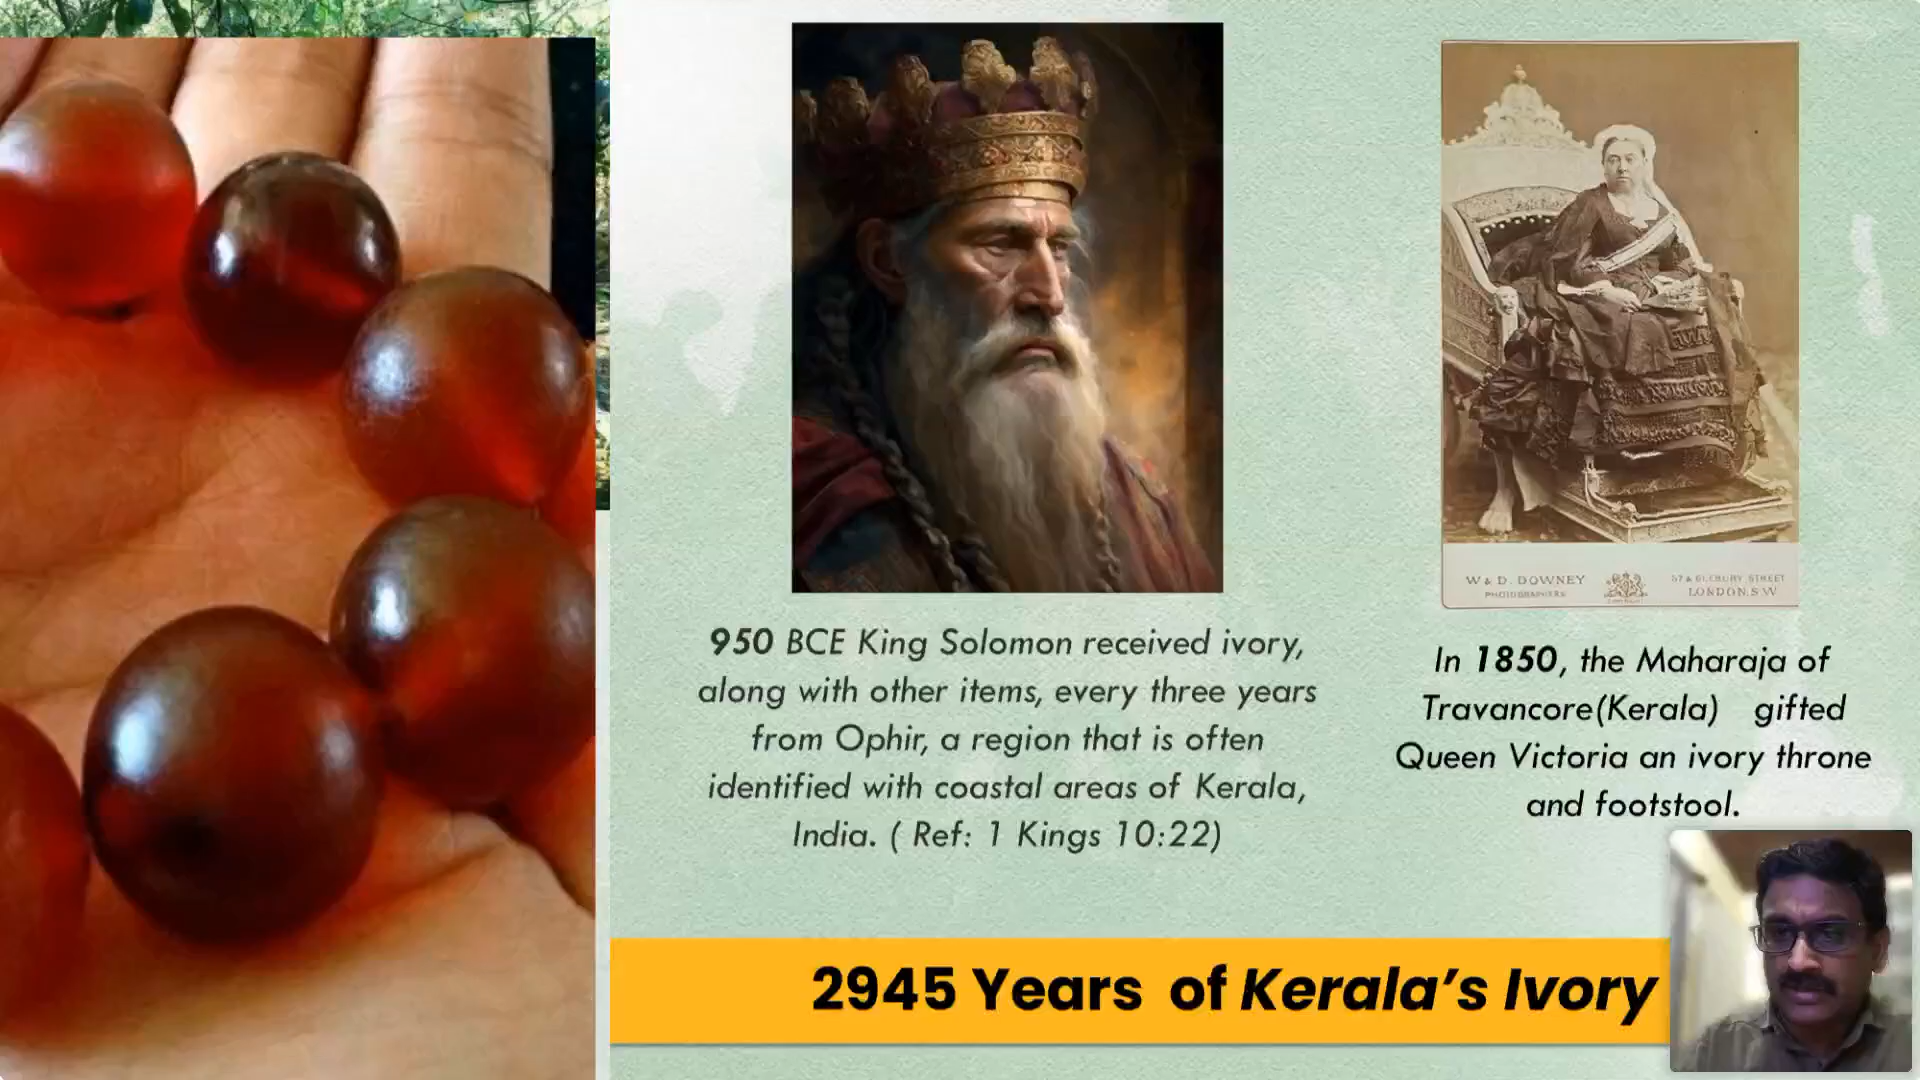 W & D. DOWNEY
PHOTOGRAPHERS
LONDON, S.W
950 BCE King Solomon received ivory,
along with other items, every three years
from Ophir, a region that is often
identified with coastal areas of Kerala,
India. ( Ref: 1 Kings 10:22)
In 1850, the Maharaja of
Travancore(Kerala) gifted
Queen Victoria an ivory throne
and footstool.
2945 Years of Kerala's Ivory